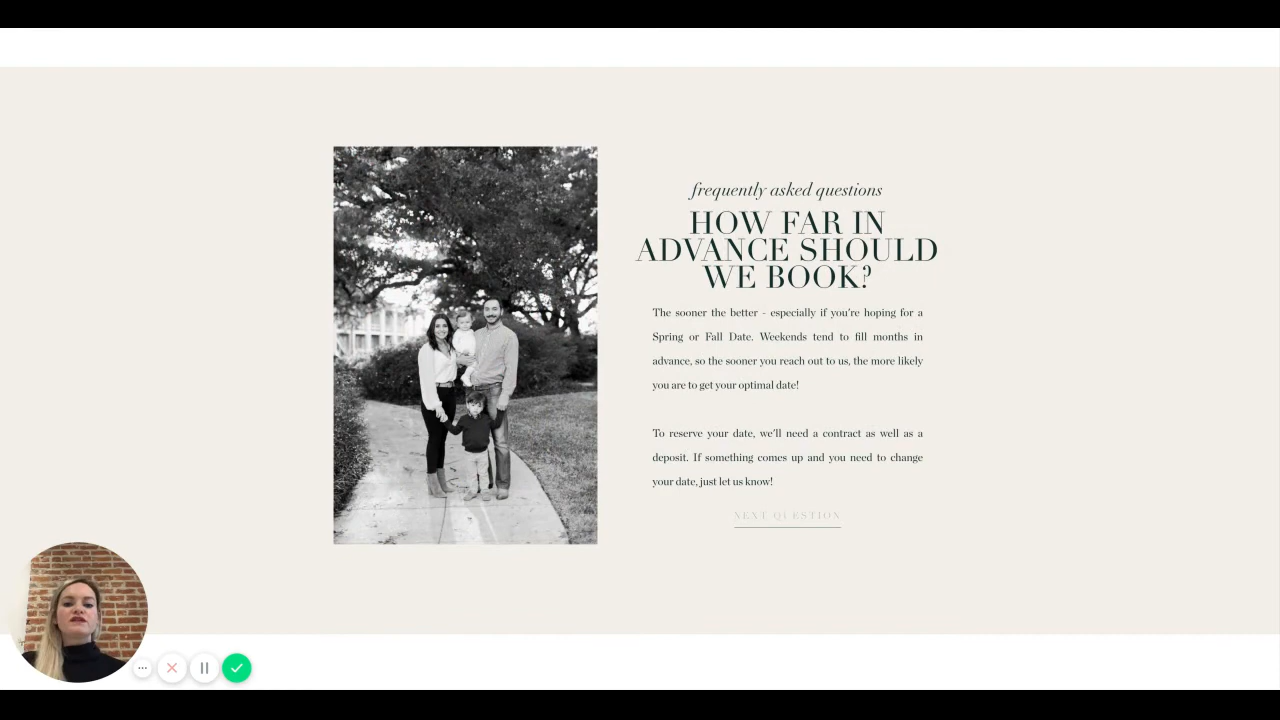 frequently asked questions
HOW FAR IN
ADVANCE SHOULD
WE BOOK?
The sooner the better - especially if you're hoping for a
Spring or Fall Date. Weekends tend to fill months in
advance, so the sooner you reach out to us, the more likely
you are to get your optimal date!
To reserve your date, we'll need a contract as well as a
deposit. If something comes up and you need to change
your date, just let us know!
NEXT QUESTION